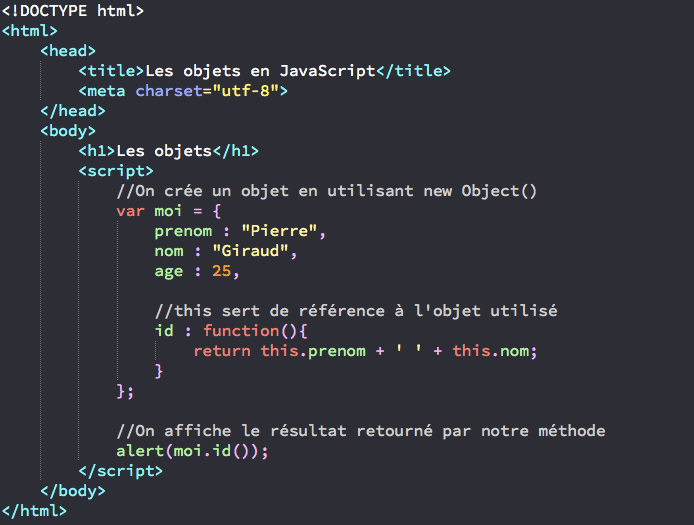 <!DOCTYPE html>
<html>
    <head>
        <title>Les objets en JavaScript</title>
        <meta charset="utf-8">
    </head>
    <body>
        <h1>Les objets</h1>
        <script>
            //On crée un objet en utilisant new Object()
            var moi = {
                prenom : "Pierre",
                nom : "Giraud",
                age : 25,

                //this sert de référence à l'objet utilisé
                id : function(){
                    return this.prenom + ' ' + this.nom;
                }
            };

            //On affiche le résultat retourné par notre méthode
            alert(moi.id());
        </script>
    </body>
</html>